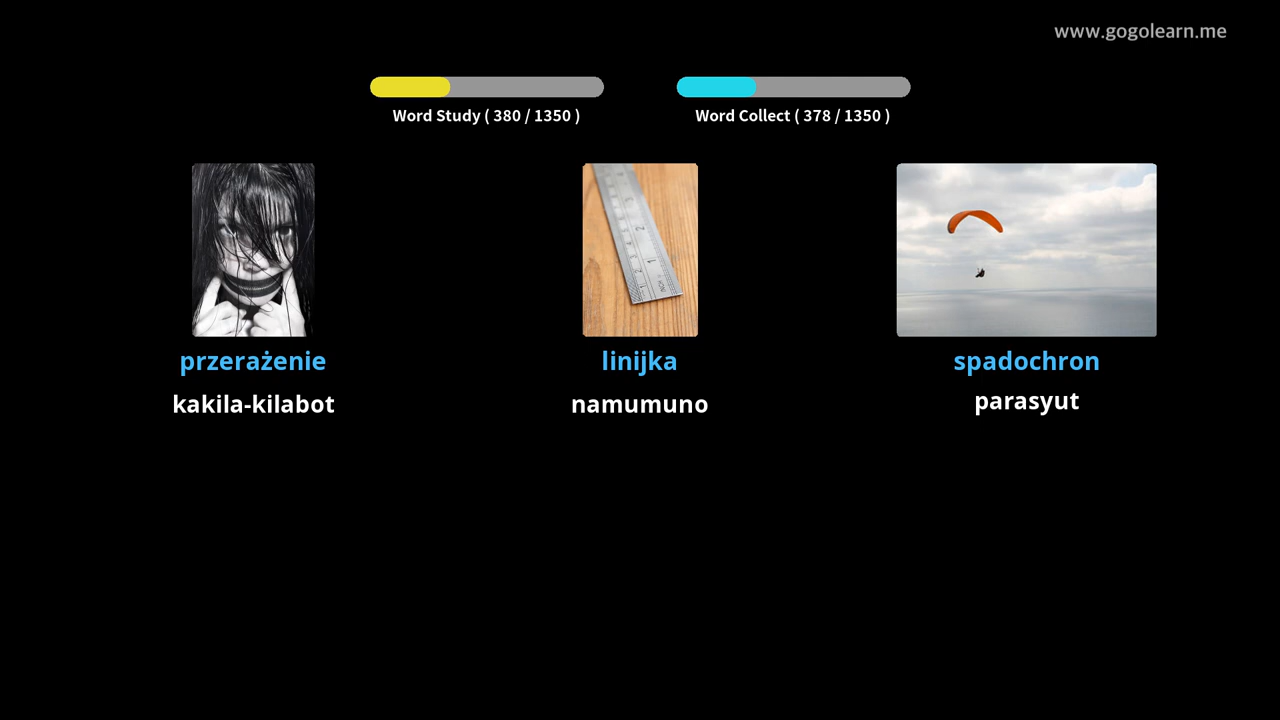 www.gogolearn.me
Word Study ( 380 / 1350 )
Word Collect ( 378 / 1350 )
przerażenie
linijka
spadochron
kakila-kilabot
namumuno
parasyut